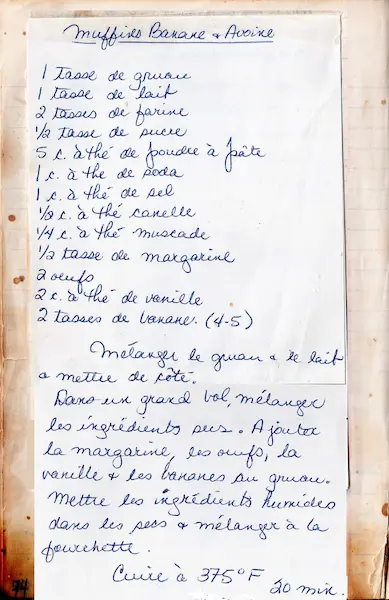 Muffins Banane & Avoine
1 tasse de gruau
1 tasse de lait
2 tasses de farine
1/2 tasse de sucre
5 c. à thé de poudre à pâte
1 c. à thé de soda
1 c. à thé de sel
1/2 c. à thé canelle
1/4 c. à thé muscade
1/2 tasse de margarine
2 oeufs
2 c. à thé de vanille
2 tasses de banane. (4-5)
Mélanger le gruau & le lait
& mettre de côté.
Dans un grand bol, mélanger
les ingrédients secs. Ajouter
la margarine, les oeufs, la
vanille & les bananes au gruau.
Mettre les ingrédients humides
dans les secs & mélanger à la
fourchette.
Cuire à 375°F
20 min.
74